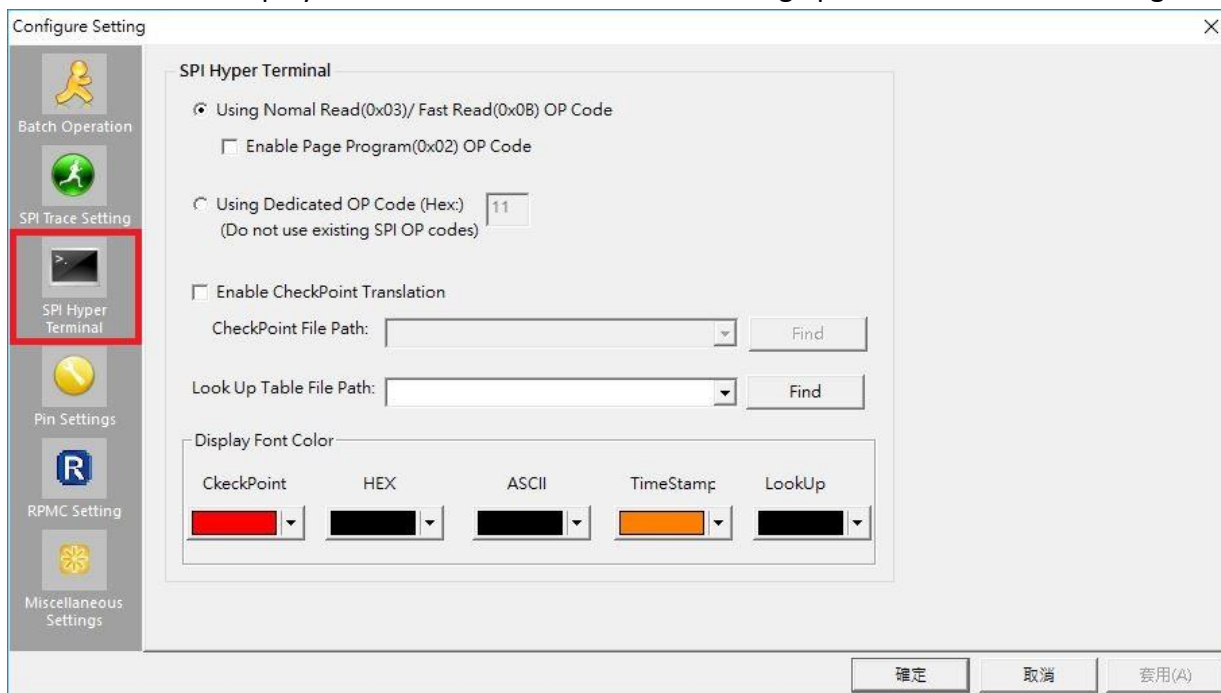 Configure Setting
Batch Operation
SPI Trace Setting
SPI Hyper
Terminal
Pin Settings
RPMC Setting
Miscellaneous
Settings
SPI Hyper Terminal
Using Nomal Read(0x03)/ Fast Read(0x0B) OP Code
Enable Page Program(0x02) OP Code
Using Dedicated OP Code (Hex:) 11
(Do not use existing SPI OP codes)
Enable CheckPoint Translation
CheckPoint File Path: Find
Look Up Table File Path: Find
Display Font Color
CkeckPoint HEX ASCII TimeStamp LookUp
確定 取消 套用(A)